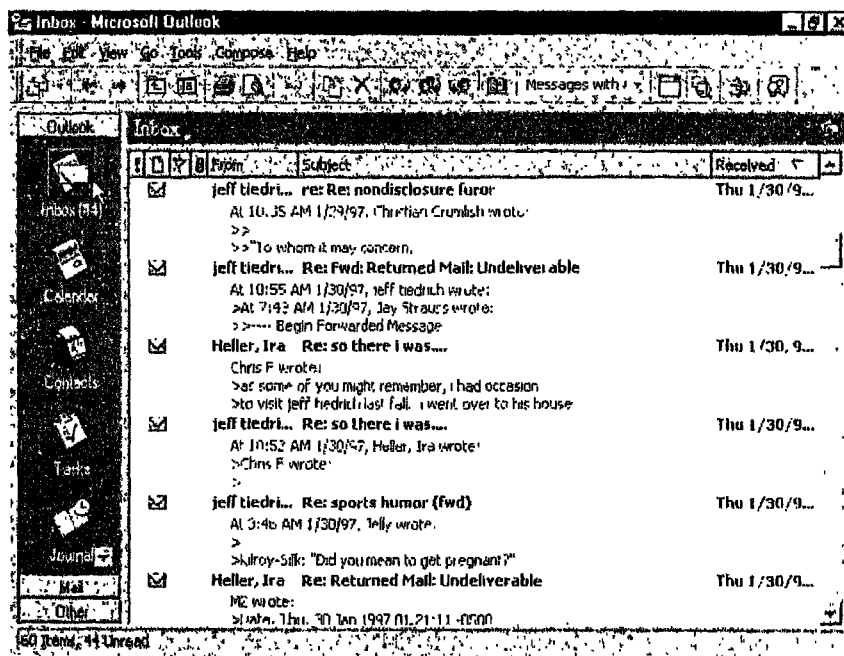 Inbox - Microsoft Outlook
File Edit View Go Tools Compose Help
Messages with
Outlook
Inbox
From Subject Received
Inbox
Calendar
Contacts
Tasks
Journal
Mail
Other
jeff tiedri... re: Re: nondisclosure furor Thu 1/30/9...
At 10:35 AM 1/29/97, Christian Crumlish wrote:
>>
>>"To whom it may concern,
jeff tiedri... Re: Fwd: Returned Mail: Undeliverable Thu 1/30/9...
At 10:55 AM 1/30/97, jeff tiedrich wrote:
>At 7:43 AM 1/30/97, Jay Strauss wrote:
>>---- Begin Forwarded Message
Heller, Ira Re: so there i was.... Thu 1/30, 9...
Chris F wrote:
>as some of you might remember, i had occasion
>to visit jeff tiedrich last fall. i went over to his house
jeff tiedri... Re: so there i was.... Thu 1/30/9...
At 10:52 AM 1/30/97, Heller, Ira wrote:
>Chris F wrote:
>
jeff tiedri... Re: sports humor (fwd) Thu 1/30/9...
At 3:46 AM 1/30/97, Jelly wrote:
>
>Kilroy-Silk: "Did you mean to get pregnant?"
Heller, Ira Re: Returned Mail: Undeliverable Thu 1/30/9...
M2 wrote:
>Date: Thu, 30 Jan 1997 01:21:11 -0500
60 Items, 44 Unread